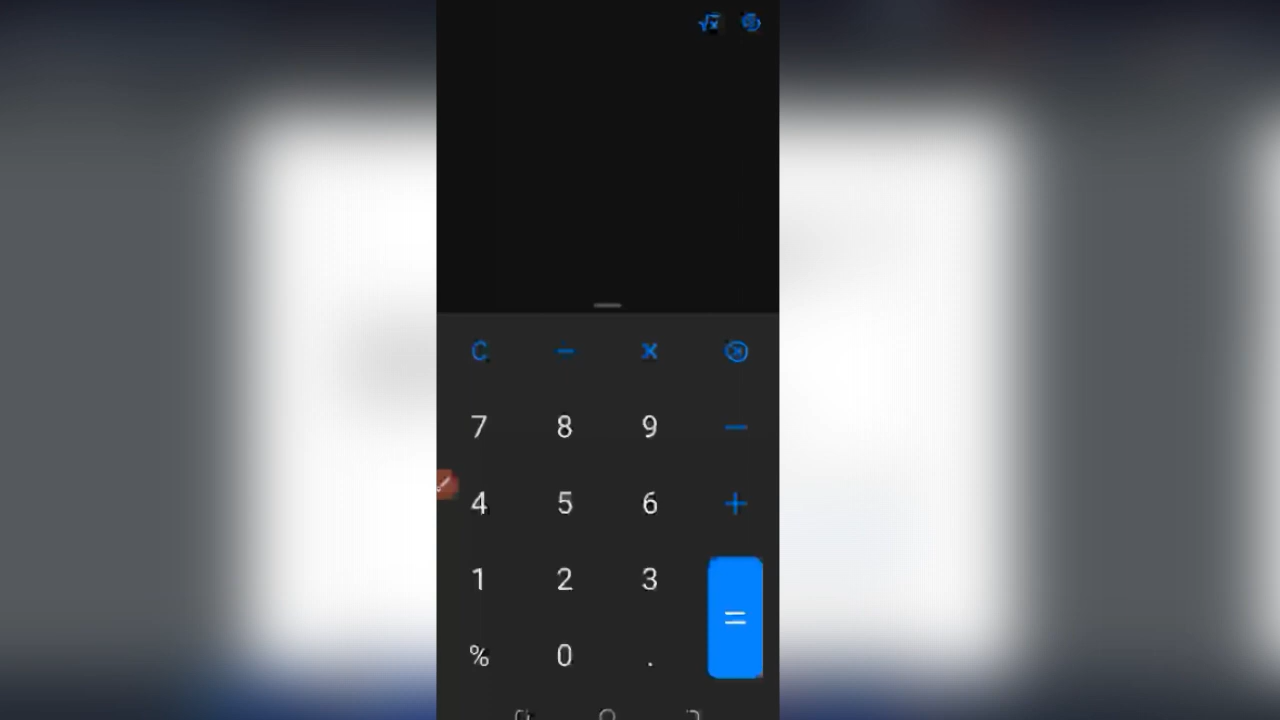 √x
C − ×
7 8 9 −
4 5 6 +
1 2 3
% 0 . =